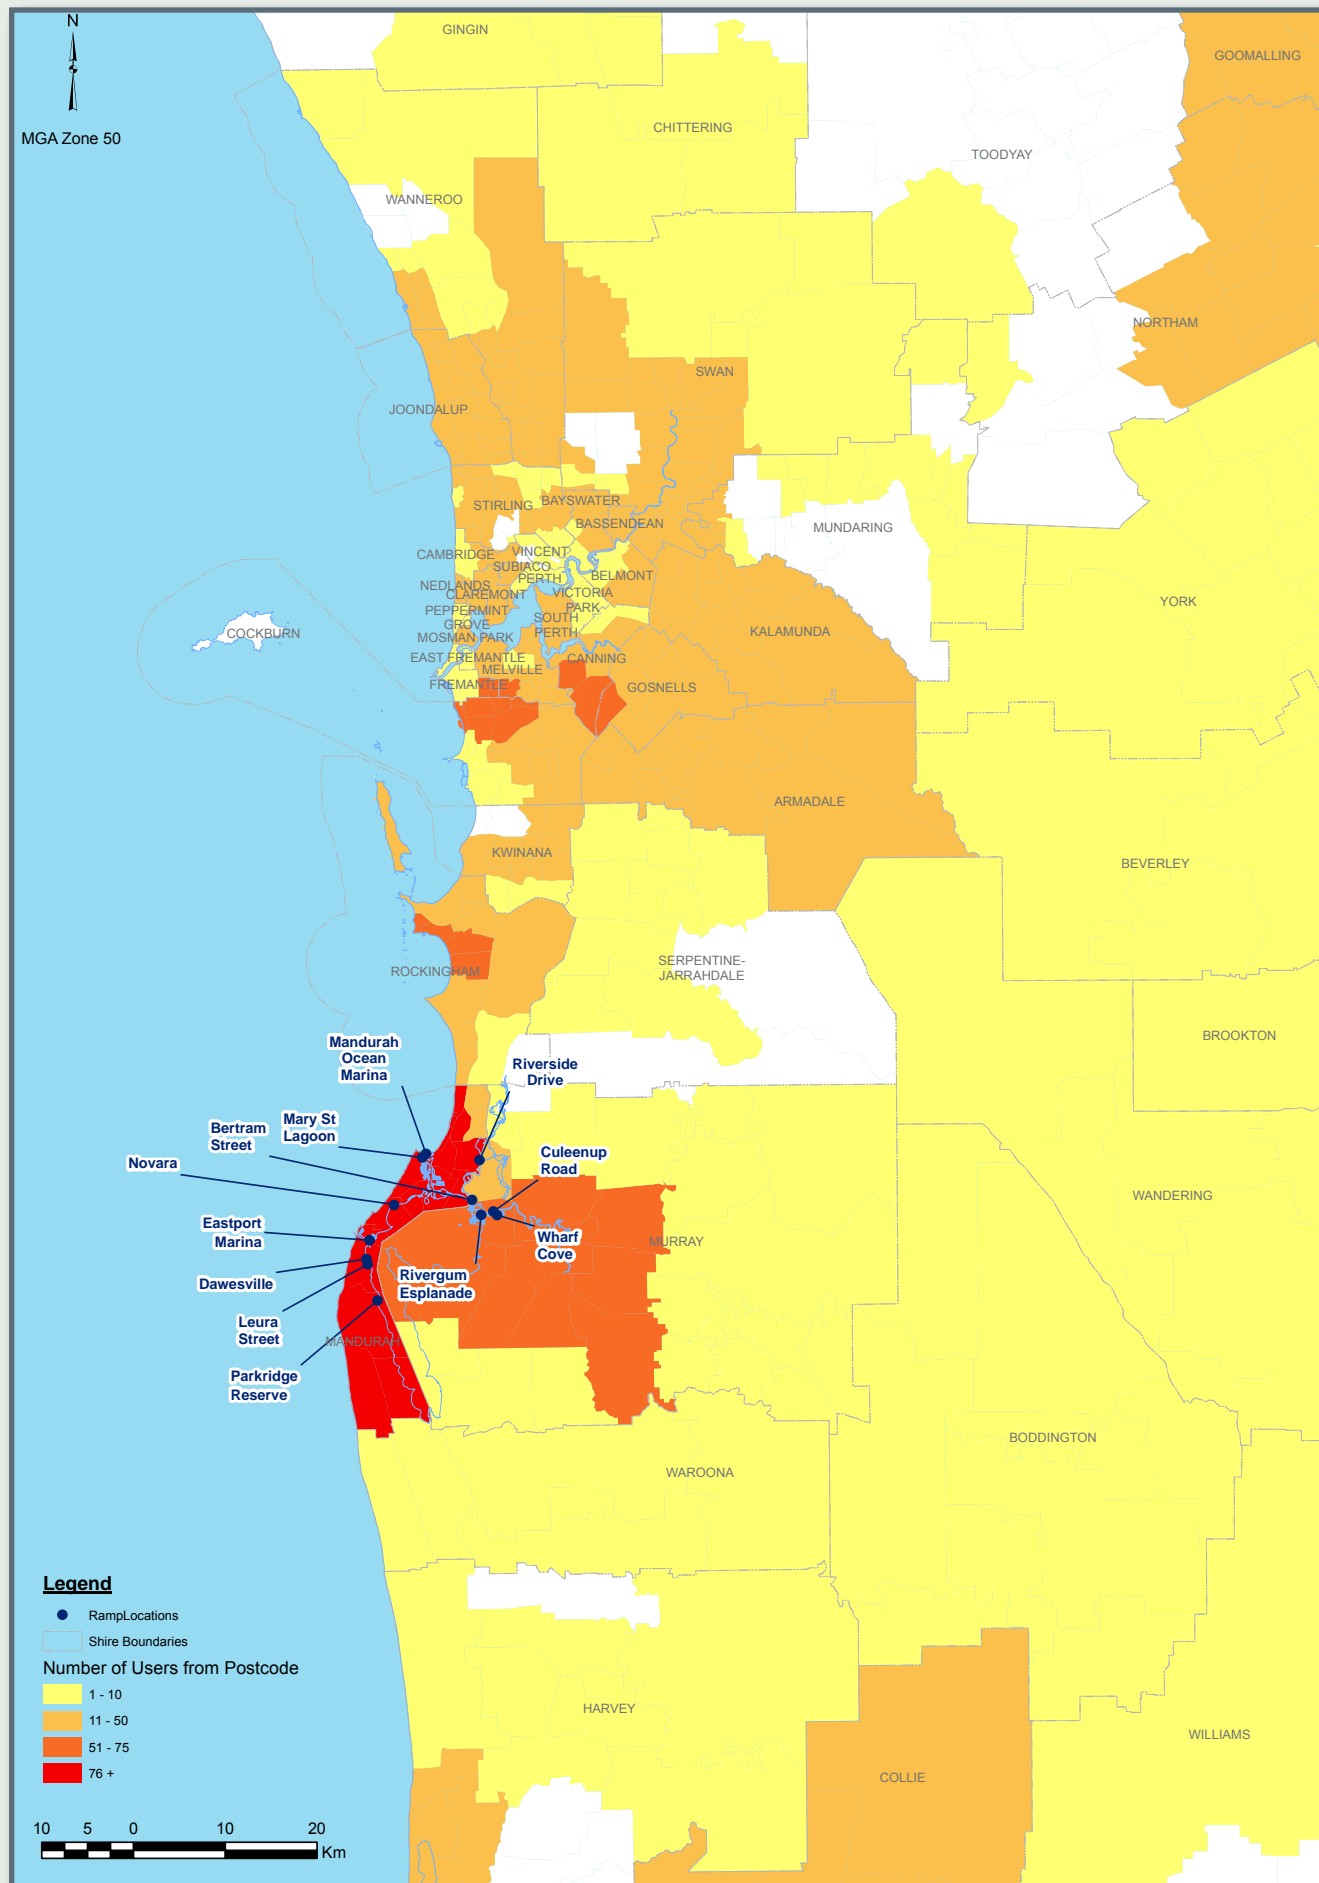 N
MGA Zone 50
GINGIN
GOOMALLING
CHITTERING
TOODYAY
WANNEROO
NORTHAM
SWAN
JOONDALUP
STIRLING
BAYSWATER
BASSENDEAN
MUNDARING
CAMBRIDGE
VINCENT
SUBIACO
PERTH
BELMONT
NEDLANDS
CLAREMONT
VICTORIA
PARK
PEPPERMINT
GROVE
SOUTH
PERTH
MOSMAN PARK
YORK
COCKBURN
KALAMUNDA
EAST FREMANTLE
MELVILLE
CANNING
FREMANTLE
GOSNELLS
ARMADALE
KWINANA
BEVERLEY
ROCKINGHAM
SERPENTINE-
JARRAHDALE
BROOKTON
Mandurah
Ocean
Marina
Riverside
Drive
Mary St
Lagoon
Bertram
Street
Novara
Culeenup
Road
WANDERING
Eastport
Marina
Wharf
Cove
MURRAY
Dawesville
Rivergum
Esplanade
Leura
Street
MANDURAH
Parkridge
Reserve
BODDINGTON
WAROONA
HARVEY
WILLIAMS
COLLIE
Legend
RampLocations
Shire Boundaries
Number of Users from Postcode
1 - 10
11 - 50
51 - 75
76 +
10 5 0 10 20
Km